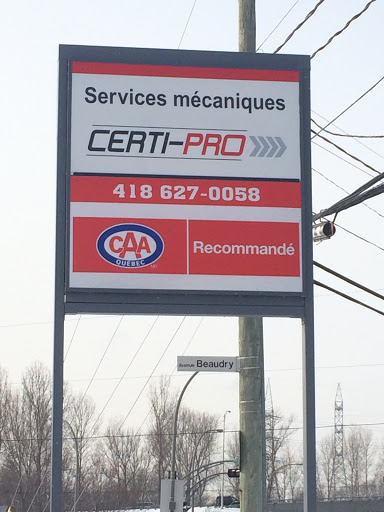 Services mécaniques
CERTI-PRO
418 627-0058
CAA
QUÉBEC
Recommandé
Avenue Beaudry